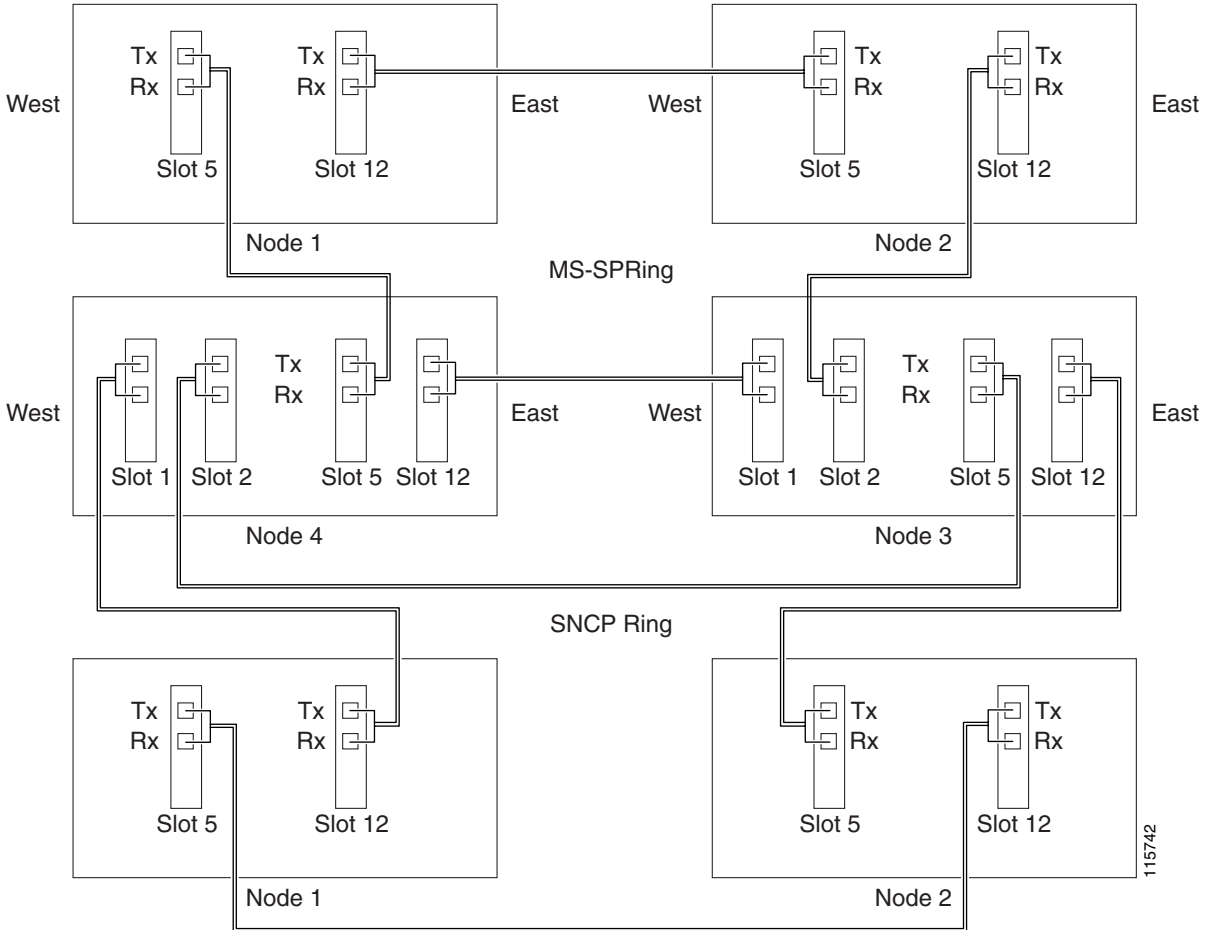 Tx Tx Tx Tx
Rx Rx Rx Rx
West East West East
Slot 5 Slot 12 Slot 5 Slot 12
Node 1 Node 2
MS-SPRing
Tx Tx
Rx Rx
West East West East
Slot 1 Slot 2 Slot 5 Slot 12 Slot 1 Slot 2 Slot 5 Slot 12
Node 4 Node 3
SNCP Ring
Tx Tx Tx Tx
Rx Rx Rx Rx
Slot 5 Slot 12 Slot 5 Slot 12
115742
Node 1 Node 2